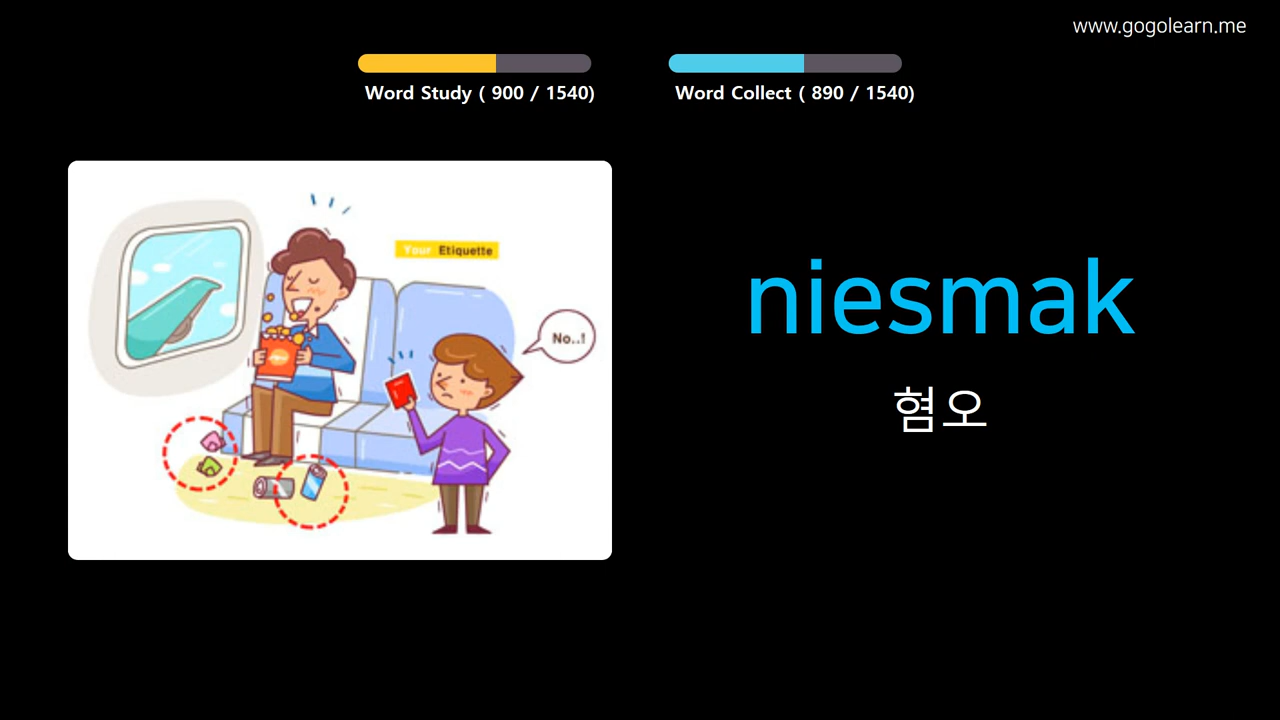 www.gogolearn.me
Word Study ( 900 / 1540)
Word Collect ( 890 / 1540)
Your Etiquette
No..!
niesmak
혐오